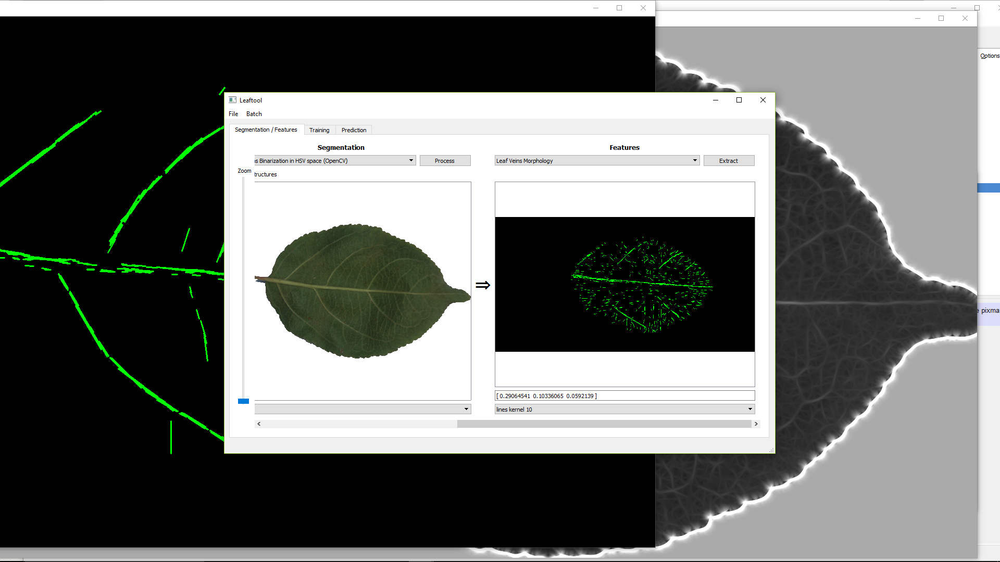 Options
Leaftool
File Batch
Segmentation / Features Training Prediction
Segmentation Features
s Binarization in HSV space (OpenCV) Process Leaf Veins Morphology Extract
Zoom
tructures
⇒
e pixma
[ 0.29064541 0.10336065 0.0592139 ]
lines kernel 10